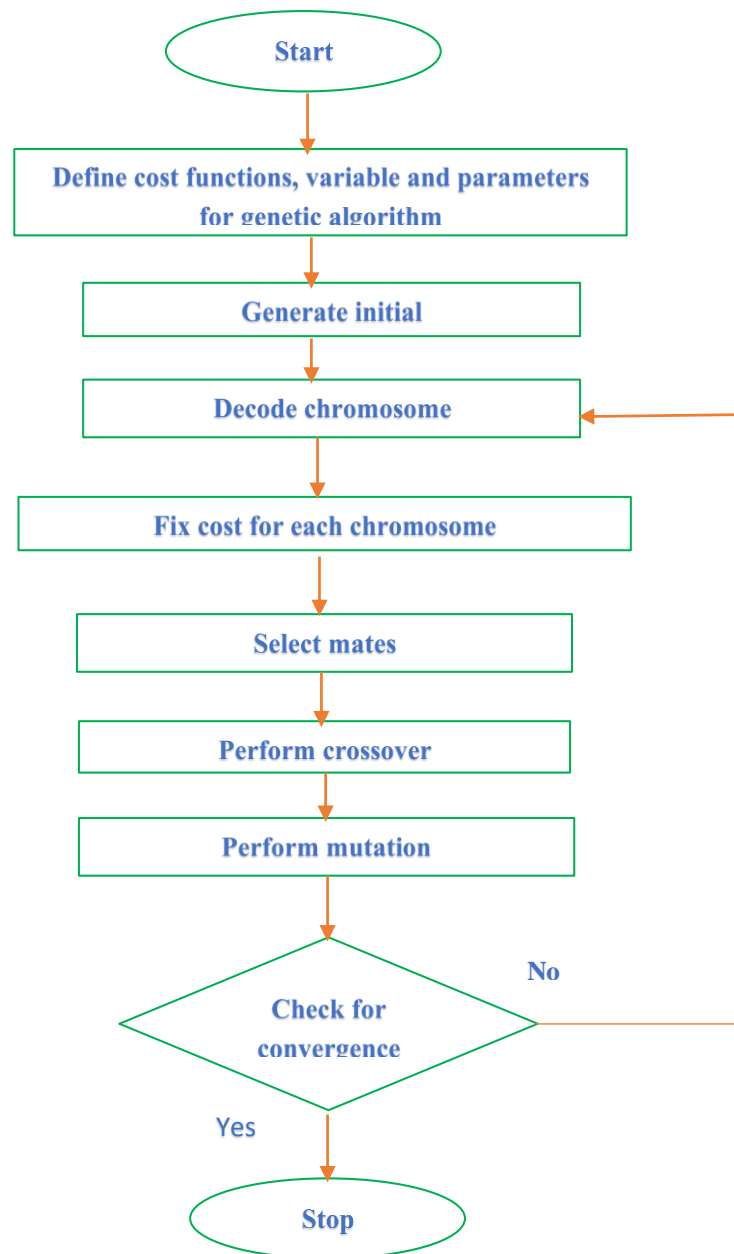 Start
Define cost functions, variable and parameters
for genetic algorithm
Generate initial
Decode chromosome
Fix cost for each chromosome
Select mates
Perform crossover
Perform mutation
No
Check for
convergence
Yes
Stop